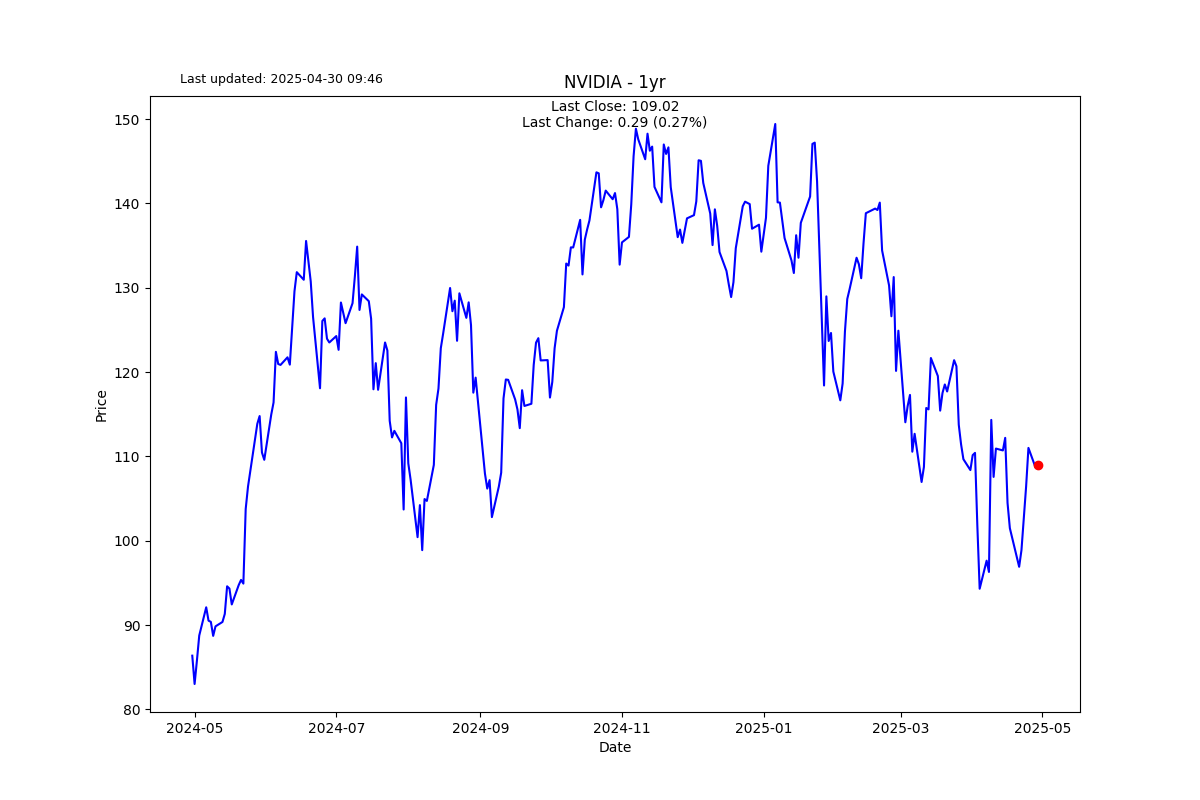 Last updated: 2025-04-30 09:46
NVIDIA - 1yr
Last Close: 109.02
Last Change: 0.29 (0.27%)
150
140
130
120
110
100
90
80
Price
2024-05
2024-07
2024-09
2024-11
2025-01
2025-03
2025-05
Date